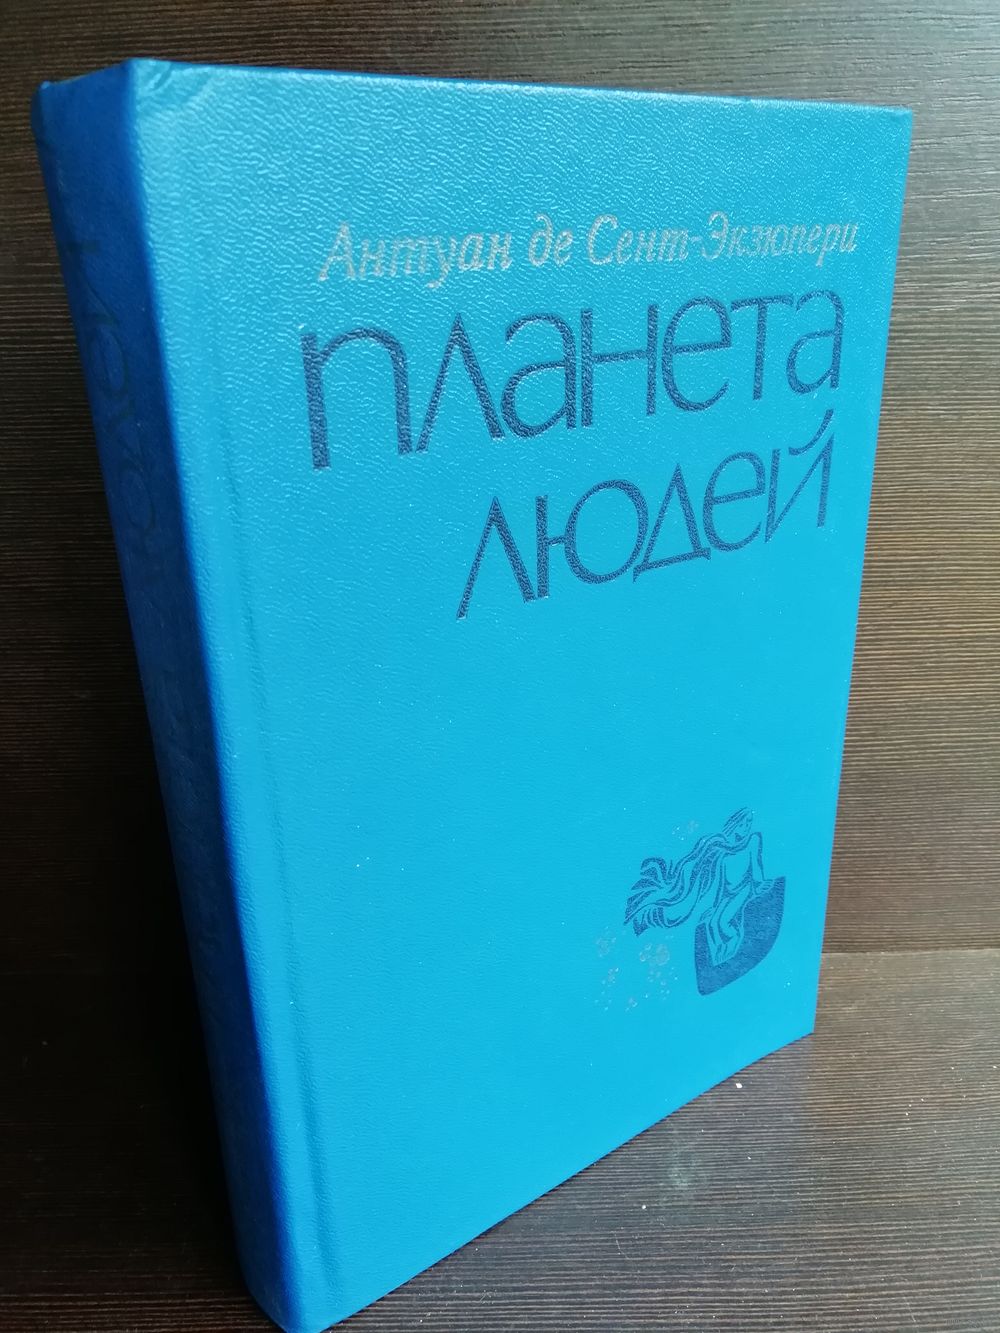 Антуан де Сент-Экзюпери
планета
людей